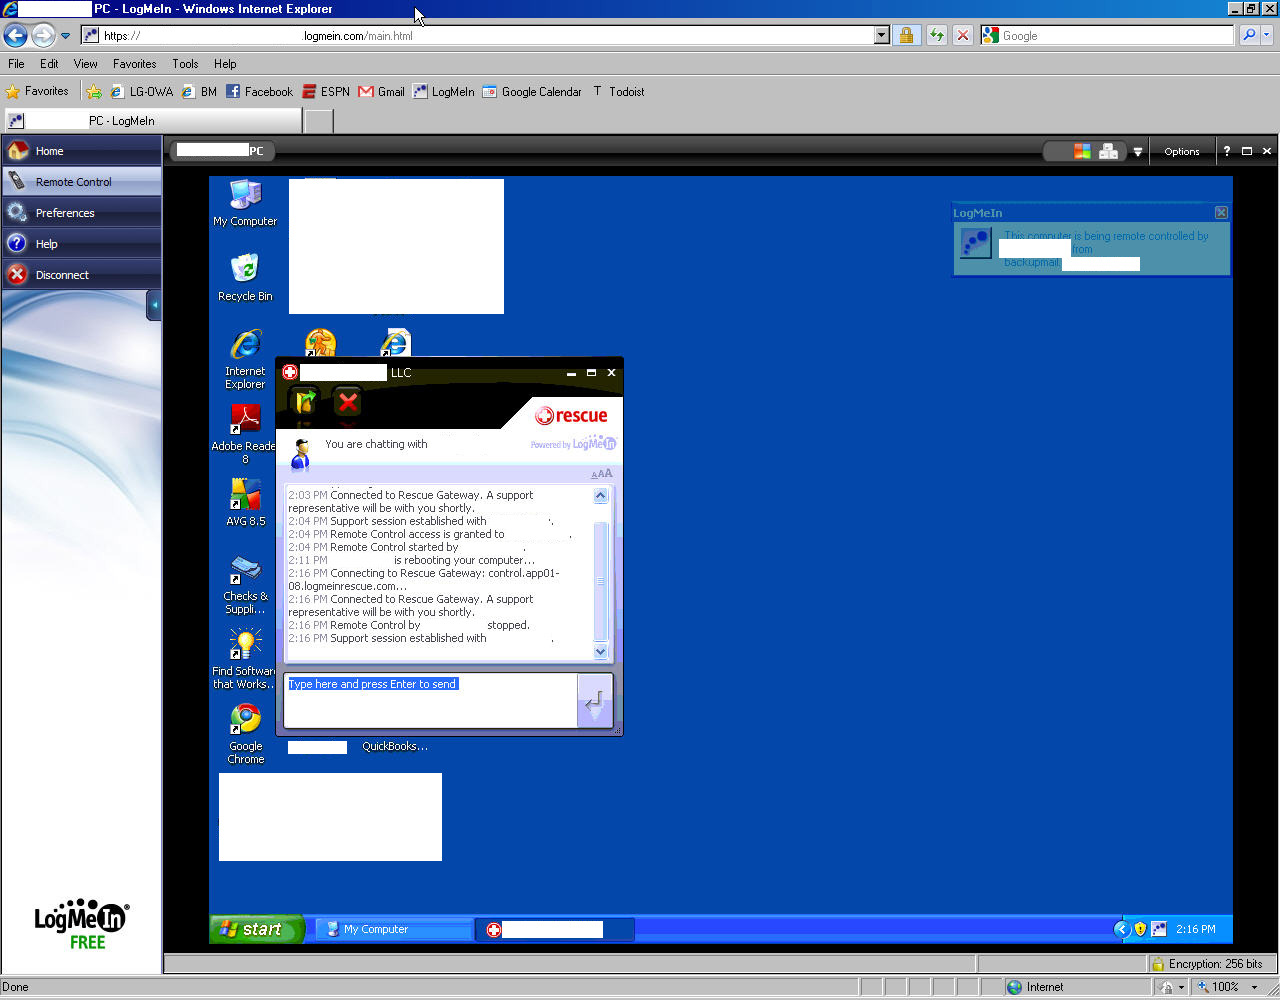 PC - LogMeIn - Windows Internet Explorer
https://
.logmein.com/main.html
Google
File Edit View Favorites Tools Help
Favorites LG-OWA BM Facebook ESPN Gmail LogMeIn Google Calendar T Todoist
PC - LogMeIn
Home
Remote Control
Preferences
Help
Disconnect
PC
Options
?
My Computer
Recycle Bin
Internet
Explorer
Adobe Reade
8
AVG 8.5
Checks &
Suppli...
Find Softwar
that Works...
Google
Chrome
QuickBooks...
LogMeIn
This computer is being remote controlled by
from
backupmail.
LLC
rescue
Powered by LogMeIn
You are chatting with
AAA
2:03 PM Connected to Rescue Gateway. A support
representative will be with you shortly.
2:04 PM Support session established with .
2:04 PM Remote Control access is granted to .
2:04 PM Remote Control started by .
2:11 PM is rebooting your computer...
2:16 PM Connecting to Rescue Gateway: control.app01-
08.logmeinrescue.com...
2:16 PM Connected to Rescue Gateway. A support
representative will be with you shortly.
2:16 PM Remote Control by stopped.
2:16 PM Support session established with .
Type here and press Enter to send
LogMeIn
FREE
start
My Computer
2:16 PM
Encryption: 256 bits
Done
Internet
100%